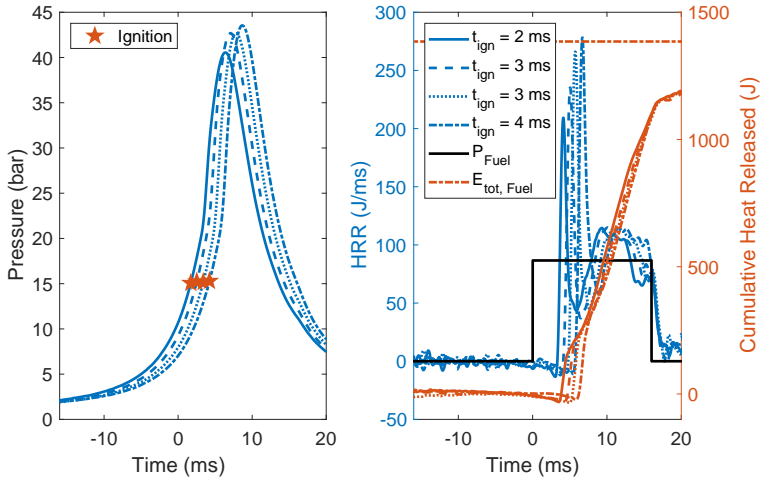 45
40
35
30
25
20
15
10
5
0
Pressure (bar)
Ignition
-10
0
10
20
Time (ms)
300
250
200
150
100
50
0
-50
HRR (J/ms)
t_ign = 2 ms
t_ign = 3 ms
t_ign = 3 ms
t_ign = 4 ms
P_Fuel
E_tot, Fuel
-10
0
10
20
Time (ms)
1500
1000
500
0
Cumulative Heat Released (J)